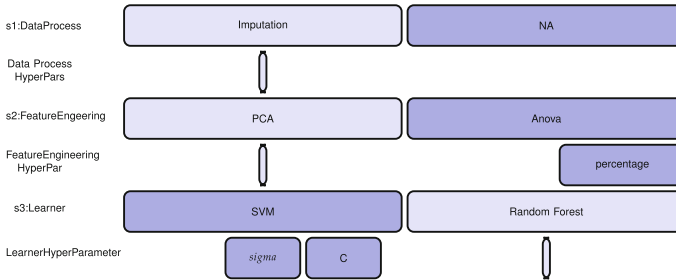 s1:DataProcess
Imputation
NA
Data Process
HyperPars
s2:FeatureEngeering
PCA
Anova
FeatureEngineering
HyperPar
percentage
s3:Learner
SVM
Random Forest
LearnerHyperParameter
sigma
C